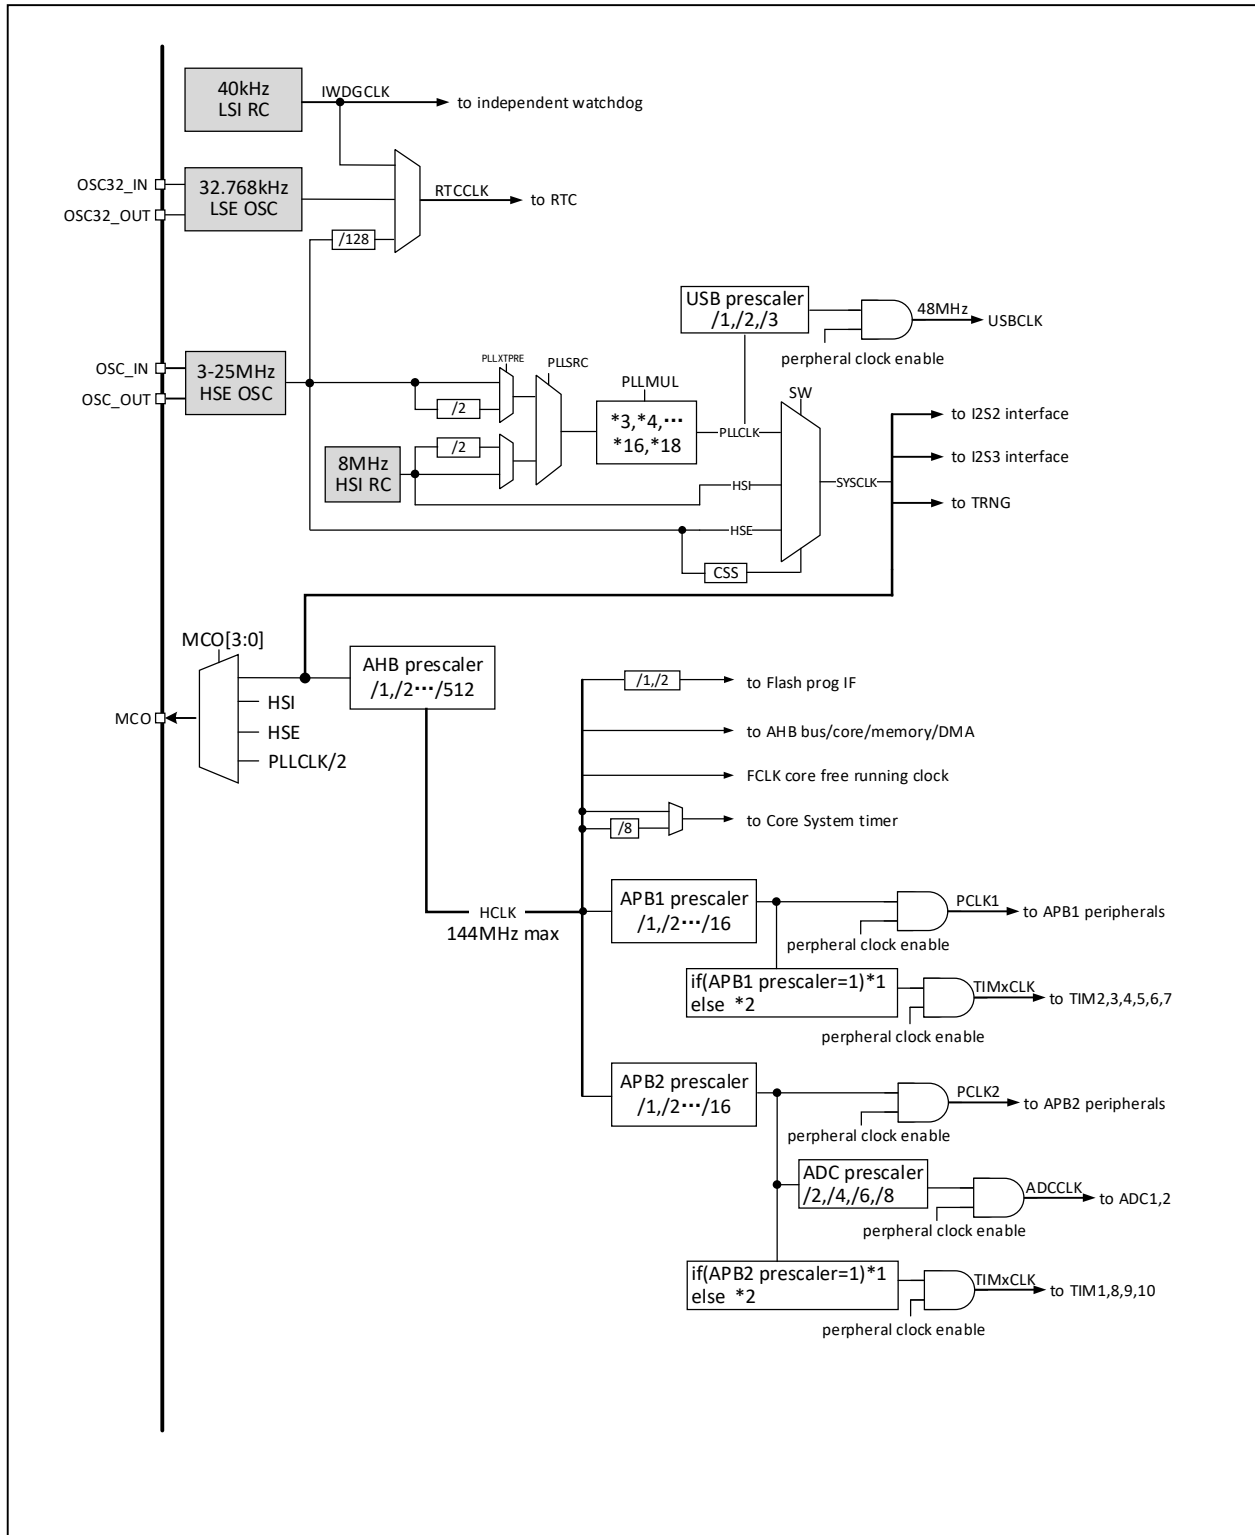 40kHz
LSI RC
IWDGCLK
to independent watchdog
OSC32_IN
OSC32_OUT
32.768kHz
LSE OSC
RTCCLK
to RTC
/128
USB prescaler
/1,/2,/3
48MHz
USBCLK
perpheral clock enable
OSC_IN
OSC_OUT
3-25MHz
HSE OSC
PLLXTPRE
PLLSRC
/2
PLLMUL
*3,*4,···
*16,*18
PLLCLK
SW
to I2S2 interface
/2
8MHz
HSI RC
HSI
SYSCLK
to I2S3 interface
to TRNG
HSE
CSS
MCO[3:0]
HSI
HSE
PLLCLK/2
MCO
AHB prescaler
/1,/2···/512
/1,/2
to Flash prog IF
to AHB bus/core/memory/DMA
FCLK core free running clock
/8
to Core System timer
HCLK
144MHz max
APB1 prescaler
/1,/2···/16
PCLK1
to APB1 peripherals
perpheral clock enable
if(APB1 prescaler=1)*1
else *2
TIMxCLK
to TIM2,3,4,5,6,7
perpheral clock enable
APB2 prescaler
/1,/2···/16
PCLK2
to APB2 peripherals
perpheral clock enable
ADC prescaler
/2,/4,/6,/8
ADCCLK
to ADC1,2
perpheral clock enable
if(APB2 prescaler=1)*1
else *2
TIMxCLK
to TIM1,8,9,10
perpheral clock enable